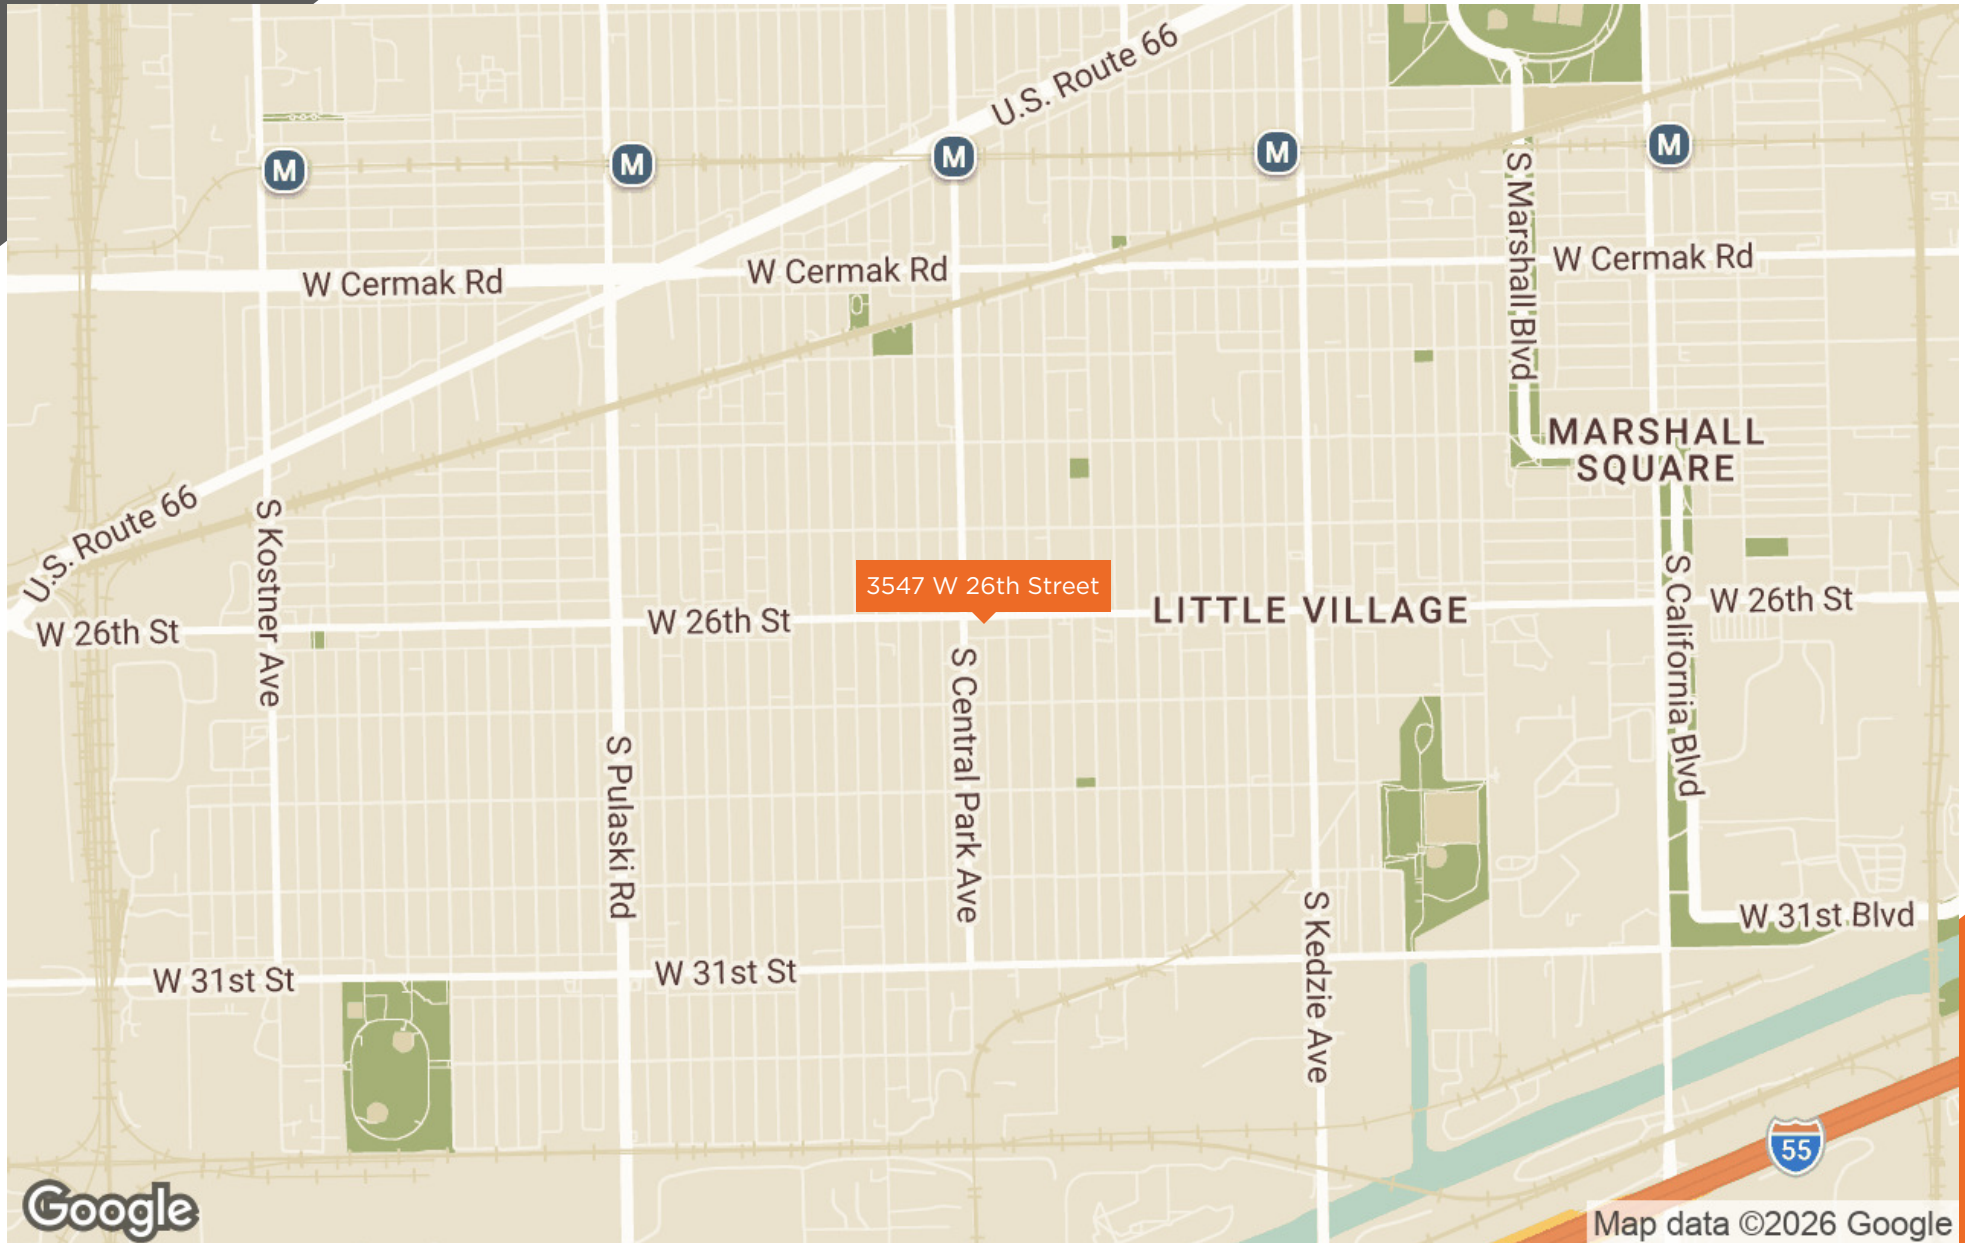 U.S. Route 66
M
M
M
M
M
S Marshall Blvd
W Cermak Rd
W Cermak Rd
W Cermak Rd
MARSHALL
SQUARE
U.S. Route 66
S Kostner Ave
3547 W 26th Street
W 26th St
W 26th St
LITTLE VILLAGE
W 26th St
S California Blvd
S Central Park Ave
S Pulaski Rd
S Kedzie Ave
W 31st Blvd
W 31st St
W 31st St
55
Google
Map data ©2026 Google